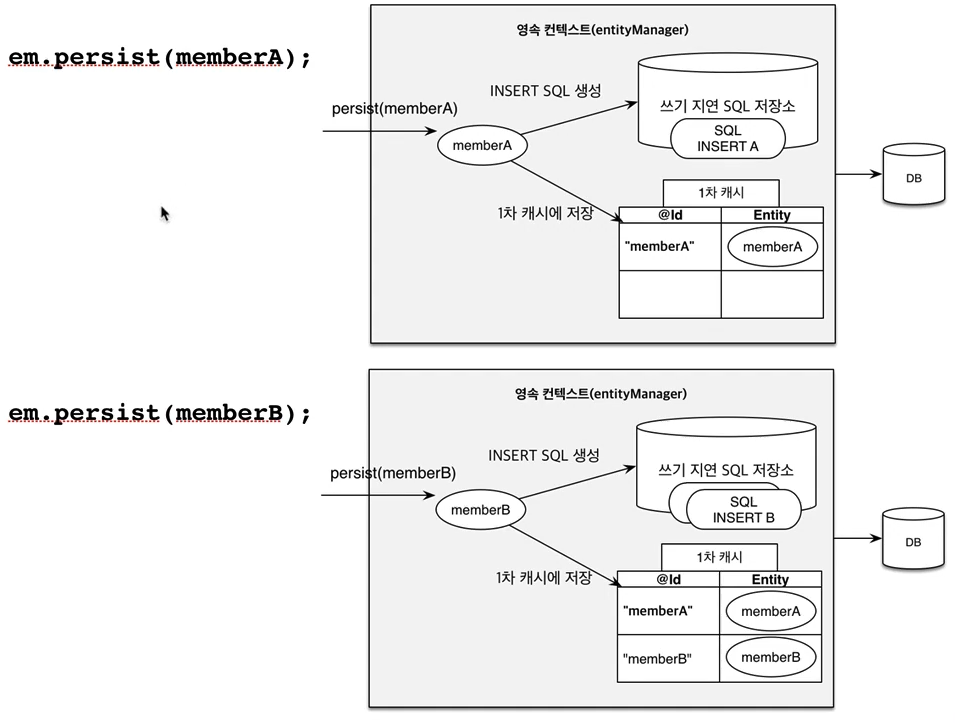 영속 컨텍스트(entityManager)
em.persist(memberA);
INSERT SQL 생성
persist(memberA)
쓰기 지연 SQL 저장소
SQL
INSERT A
memberA
DB
1차 캐시
1차 캐시에 저장
@Id Entity
"memberA" memberA
영속 컨텍스트(entityManager)
em.persist(memberB);
INSERT SQL 생성
persist(memberB)
쓰기 지연 SQL 저장소
SQL
INSERT B
memberB
DB
1차 캐시
1차 캐시에 저장
@Id Entity
"memberA" memberA
"memberB" memberB